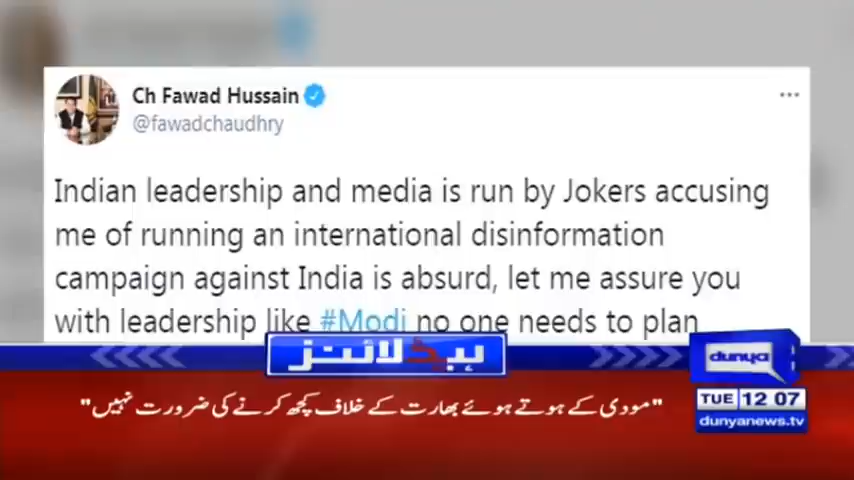 Ch Fawad Hussain
@fawadchaudhry
Indian leadership and media is run by Jokers accusing
me of running an international disinformation
campaign against India is absurd, let me assure you
with leadership like #Modi no one needs to plan
ہیڈ لائنز
dunya
TUE 12 07
"مودی کے ہوتے ہوئے بھارت کے خلاف کچھ کرنے کی ضرورت نہیں"
dunyanews.tv